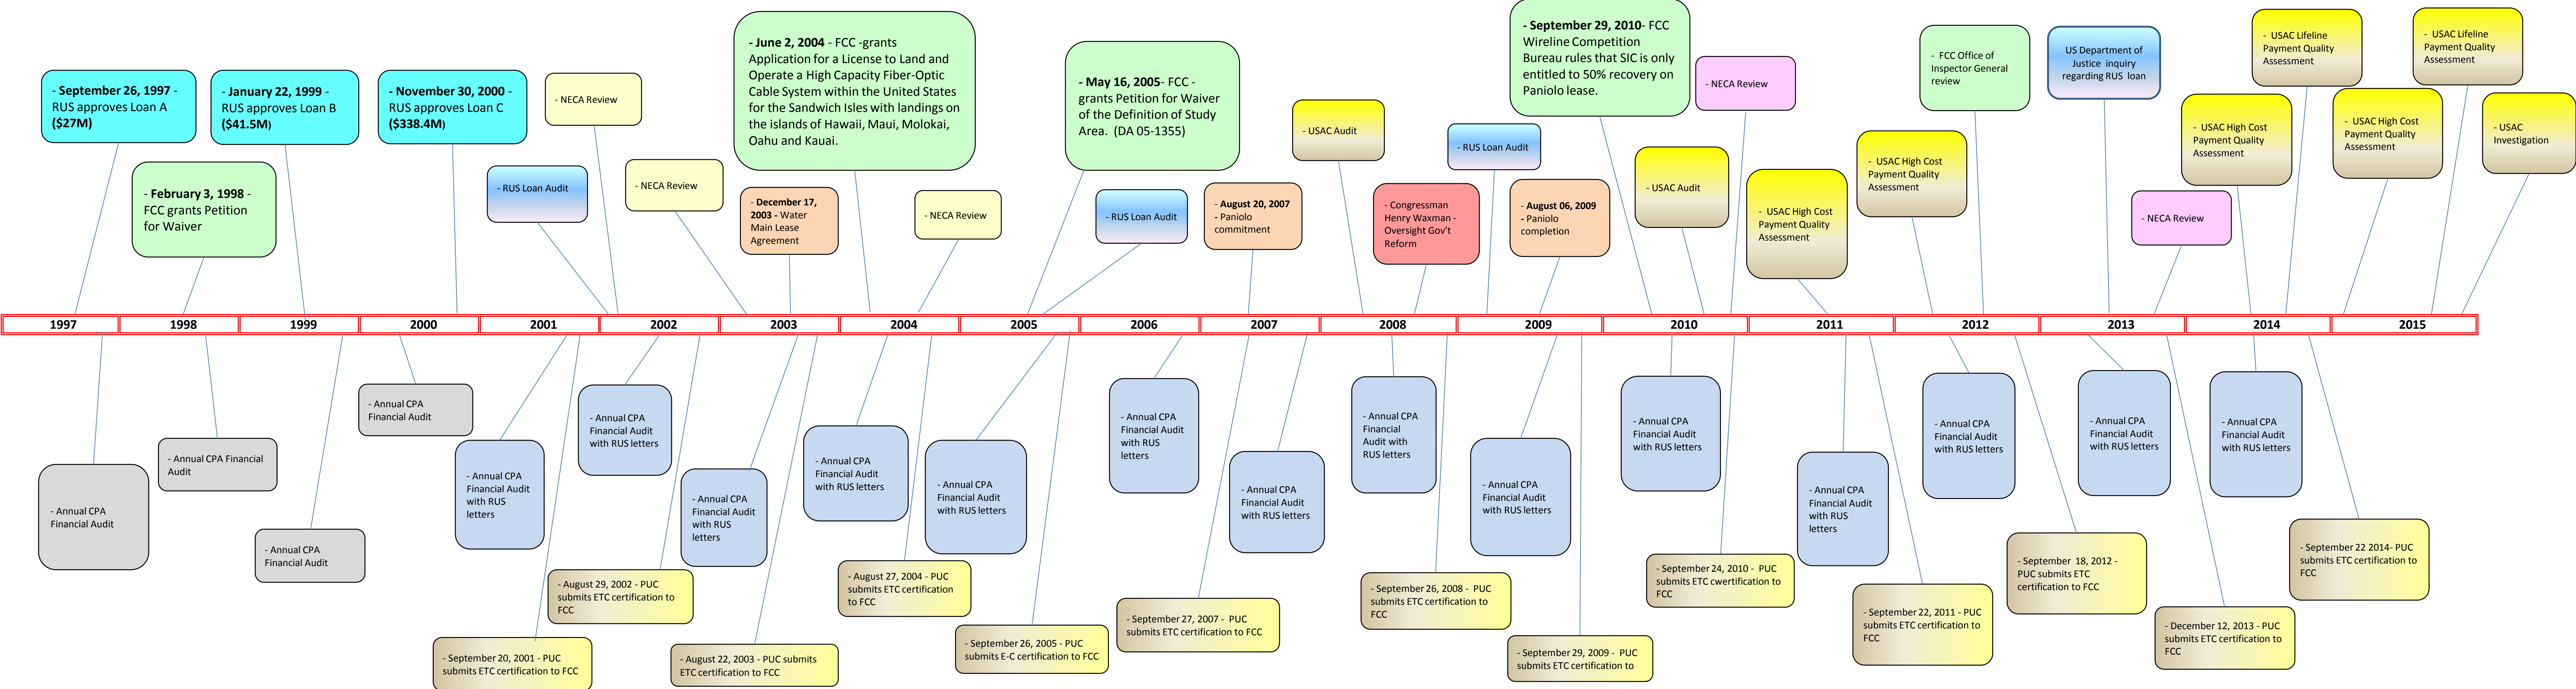 - September 26, 1997 -
RUS approves Loan A
($27M)
- February 3, 1998 -
FCC grants Petition
for Waiver
- January 22, 1999 -
RUS approves Loan B
($41.5M)
- November 30, 2000 -
RUS approves Loan C
($338.4M)
- RUS Loan Audit
- NECA Review
- NECA Review
- June 2, 2004 - FCC -grants
Application for a License to Land and
Operate a High Capacity Fiber-Optic
Cable System within the United States
for the Sandwich Isles with landings on
the islands of Hawaii, Maui, Molokai,
Oahu and Kauai.
- December 17,
2003 - Water
Main Lease
Agreement
- NECA Review
- May 16, 2005- FCC -
grants Petition for Waiver
of the Definition of Study
Area. (DA 05-1355)
- RUS Loan Audit
- August 20, 2007
- Paniolo
commitment
- USAC Audit
- Congressman
Henry Waxman -
Oversight Gov't
Reform
- RUS Loan Audit
- September 29, 2010- FCC
Wireline Competition
Bureau rules that SIC is only
entitled to 50% recovery on
Paniolo lease.
- August 06, 2009
- Paniolo
completion
- USAC Audit
- NECA Review
- USAC High Cost
Payment Quality
Assessment
- USAC High Cost
Payment Quality
Assessment
- FCC Office of
Inspector General
review
US Department of
Justice inquiry
regarding RUS loan
- NECA Review
- USAC High Cost
Payment Quality
Assessment
- USAC Lifeline
Payment Quality
Assessment
- USAC High Cost
Payment Quality
Assessment
- USAC Lifeline
Payment Quality
Assessment
- USAC
Investigation
1997 1998 1999 2000 2001 2002 2003 2004 2005 2006 2007 2008 2009 2010 2011 2012 2013 2014 2015
- Annual CPA
Financial Audit
- Annual CPA Financial
Audit
- Annual CPA
Financial Audit
- Annual CPA
Financial Audit
- Annual CPA
Financial Audit
with RUS
letters
- September 20, 2001 - PUC
submits ETC certification to FCC
- Annual CPA
Financial Audit
with RUS letters
- August 29, 2002 - PUC
submits ETC certification to
FCC
- Annual CPA
Financial Audit
with RUS
letters
- August 22, 2003 - PUC submits
ETC certification to FCC
- Annual CPA
Financial Audit
with RUS letters
- August 27, 2004 - PUC
submits ETC certification
to FCC
- Annual CPA
Financial Audit
with RUS letters
- September 26, 2005 - PUC
submits E-C certification to FCC
- Annual CPA
Financial Audit
with RUS
letters
- September 27, 2007 - PUC
submits ETC certification to FCC
- Annual CPA
Financial Audit
with RUS letters
- Annual CPA
Financial
Audit with
RUS letters
- September 26, 2008 - PUC
submits ETC certification to
FCC
- Annual CPA
Financial Audit
with RUS letters
- September 29, 2009 - PUC
submits ETC certification to
- Annual CPA
Financial Audit
with RUS letters
- September 24, 2010 - PUC
submits ETC cwertification to
FCC
- Annual CPA
Financial Audit
with RUS
letters
- September 22, 2011 - PUC
submits ETC certification to
FCC
- Annual CPA
Financial Audit
with RUS letters
- September 18, 2012 -
PUC submits ETC
certification to FCC
- Annual CPA
Financial Audit
with RUS letters
- December 12, 2013 - PUC
submits ETC certification to
FCC
- Annual CPA
Financial Audit
with RUS letters
- September 22 2014- PUC
submits ETC certification to
FCC